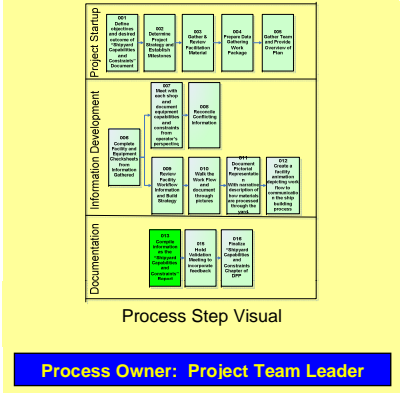 Project Startup
001
Define
objectives
and desired
outcome of
"Shipyard
Capabilities
and
Constraints"
Document
002
Determine
Project
Strategy and
Establish
Milestones
003
Gather &
Review
Facilitation
Material
004
Prepare Data
Gathering
Work
Package
005
Gather Team
and Provide
Overview of
Plan
Information Development
006
Complete
Facility and
Equipment
Checksheets
from
Information
Gathered
007
Meet with
each shop
and
document
equipment
capabilities
and
constraints
from
operator's
perspective
008
Reconcile
Conflicting
Information
009
Review
Facility
Workflow
Information
and Build
Strategy
010
Walk the
Work Flow
and
document
through
pictures
011
Document
Pictorial
Representatio
n
With narrative
description of
how materials
are processed
through the
yard.
012
Create a
facility
animation
depicting work
flow to
communicatio
n the ship
building
process
Documentation
013
Compile
information
as the
"Shipyard
Capabilities
and
Constraints"
Report
015
Hold
Validation
Meeting to
incorporate
feedback
016
Finalize
"Shipyard
Capabilities
and
Constraints
Chapter of
DPP
Process Step Visual
Process Owner: Project Team Leader